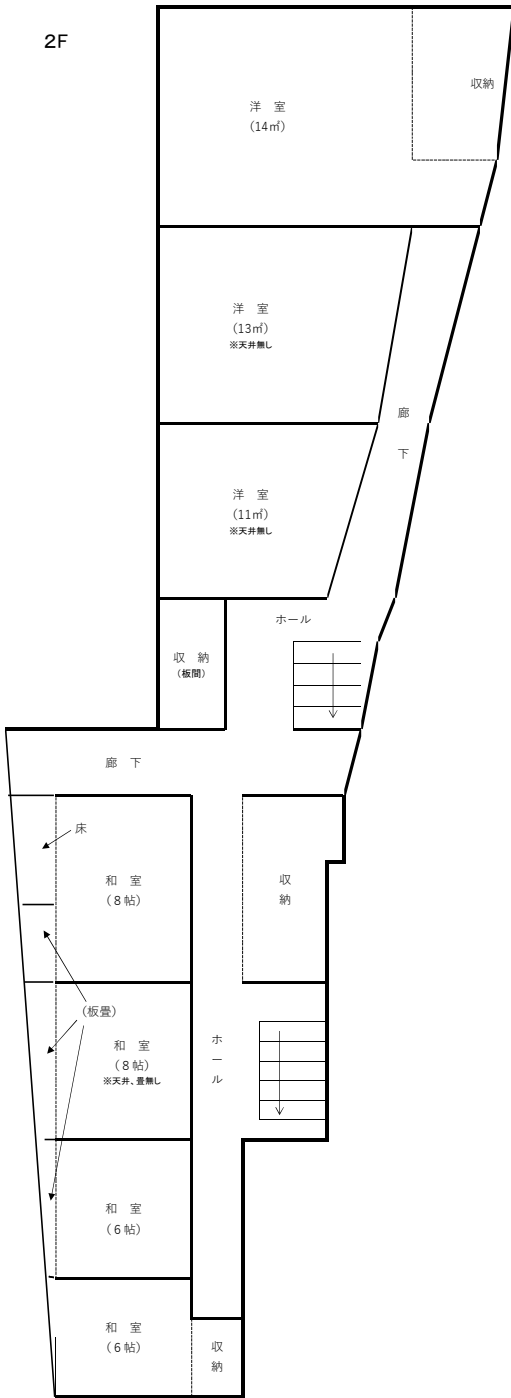 2F
収納
洋 室
(14㎡)
洋 室
(13㎡)
※天井無し
廊
下
洋 室
(11㎡)
※天井無し
ホール
収 納
(板間)
廊 下
床
和 室
(8帖)
収
納
(板畳)
和 室
(8帖)
※天井、畳無し
ホ
ー
ル
和 室
(6帖)
和 室
(6帖)
収
納